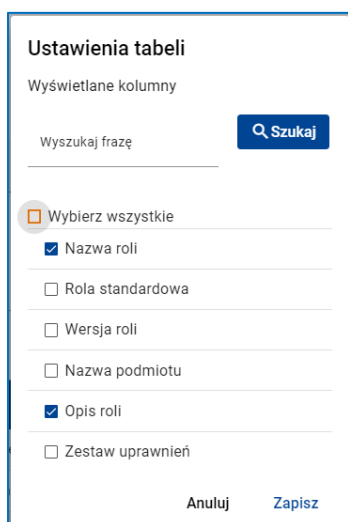 Ustawienia tabeli
Wyświetlane kolumny
Wyszukaj frazę
Szukaj
Wybierz wszystkie
Nazwa roli
Rola standardowa
Wersja roli
Nazwa podmiotu
Opis roli
Zestaw uprawnień
Anuluj Zapisz